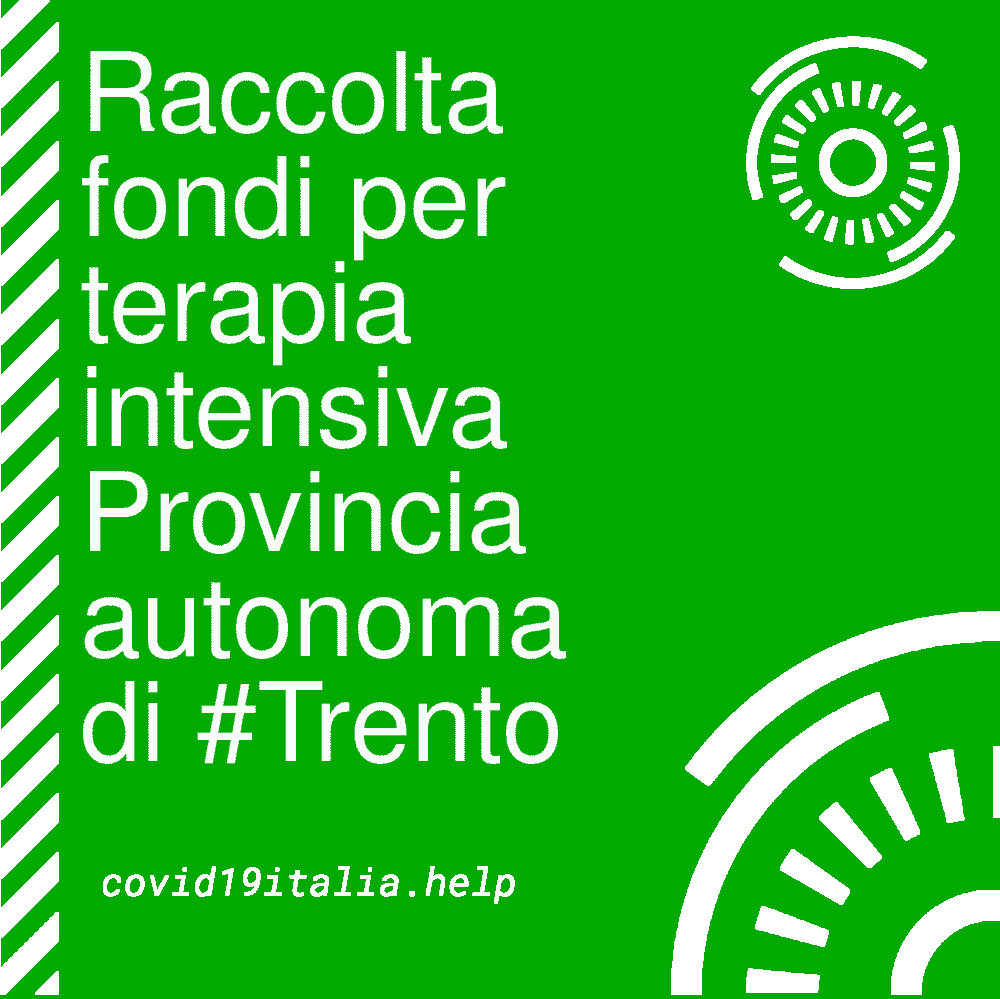 Raccolta
fondi per
terapia
intensiva
Provincia
autonoma
di #Trento
covid19italia.help